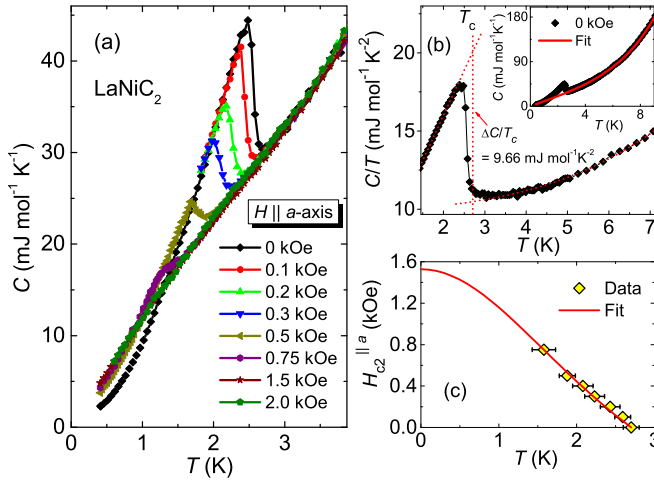 (a)
LaNiC2
H || a-axis
0 kOe
0.1 kOe
0.2 kOe
0.3 kOe
0.5 kOe
0.75 kOe
1.5 kOe
2.0 kOe
C (mJ mol⁻¹ K⁻¹)
0
10
20
30
40
0
1
2
3
T (K)
(b)
Tc
ΔC/Tc
= 9.66 mJ mol⁻¹K⁻²
C/T (mJ mol⁻¹ K⁻²)
10
15
20
2
3
4
5
6
7
T (K)
0 kOe
Fit
C (mJ mol⁻¹K⁻¹)
0
90
180
0
4
8
T (K)
(c)
Data
Fit
Hc2 || a (kOe)
0.0
0.4
0.8
1.2
1.6
0
1
2
3
T (K)